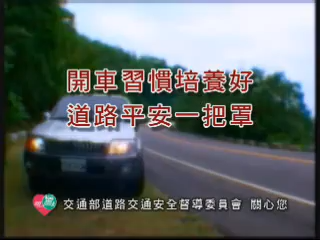 開車習慣培養好
道路平安一把罩
交通部道路交通安全督導委員會 關心您